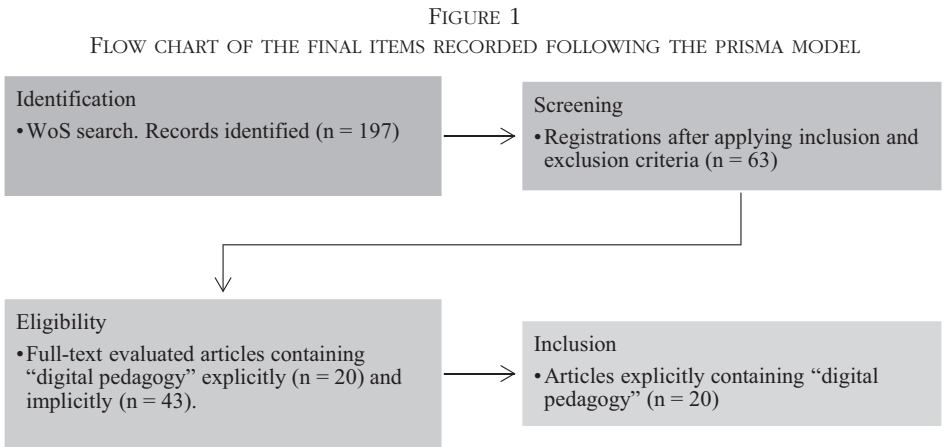 FIGURE 1
FLOW CHART OF THE FINAL ITEMS RECORDED FOLLOWING THE PRISMA MODEL
Identification
•WoS search. Records identified (n = 197)
Screening
•Registrations after applying inclusion and
exclusion criteria (n = 63)
Eligibility
•Full-text evaluated articles containing
“digital pedagogy” explicitly (n = 20) and
implicitly (n = 43).
Inclusion
•Articles explicitly containing “digital
pedagogy” (n = 20)